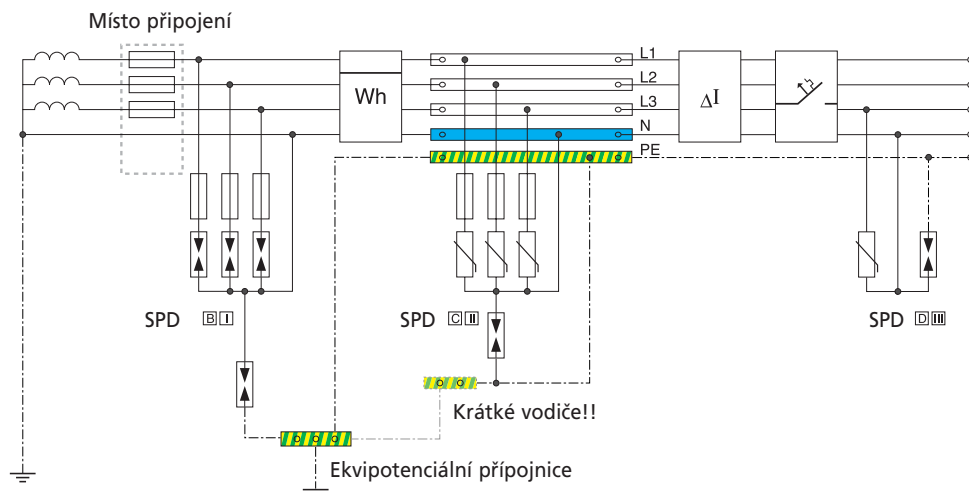 Místo připojení
L1
L2
L3
N
PE
Wh
ΔI
SPD B I
SPD C II
SPD D III
Krátké vodiče!!
Ekvipotenciální přípojnice